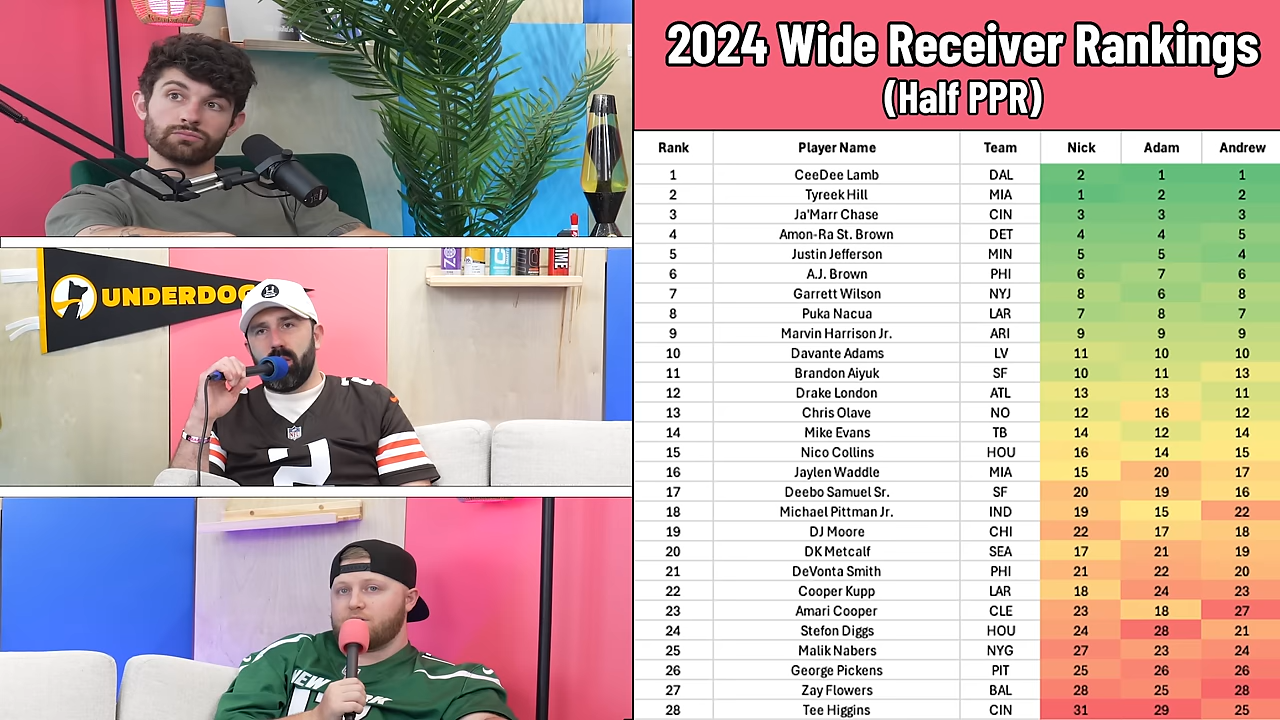 2024 Wide Receiver Rankings
(Half PPR)
Rank Player Name Team Nick Adam Andrew
1 CeeDee Lamb DAL 2 1 1
2 Tyreek Hill MIA 1 2 2
3 Ja'Marr Chase CIN 3 3 3
4 Amon-Ra St. Brown DET 4 4 5
5 Justin Jefferson MIN 5 5 4
6 A.J. Brown PHI 6 7 6
7 Garrett Wilson NYJ 8 6 8
8 Puka Nacua LAR 7 8 7
9 Marvin Harrison Jr. ARI 9 9 9
10 Davante Adams LV 11 10 10
11 Brandon Aiyuk SF 10 11 13
12 Drake London ATL 13 13 11
13 Chris Olave NO 12 16 12
14 Mike Evans TB 14 12 14
15 Nico Collins HOU 16 14 15
16 Jaylen Waddle MIA 15 20 17
17 Deebo Samuel Sr. SF 20 19 16
18 Michael Pittman Jr. IND 19 15 22
19 DJ Moore CHI 22 17 18
20 DK Metcalf SEA 17 21 19
21 DeVonta Smith PHI 21 22 20
22 Cooper Kupp LAR 18 24 23
23 Amari Cooper CLE 23 18 27
24 Stefon Diggs HOU 24 28 21
25 Malik Nabers NYG 27 23 24
26 George Pickens PIT 25 26 26
27 Zay Flowers BAL 28 25 28
28 Tee Higgins CIN 31 29 25
UNDERDOG
NFL
2
NEW